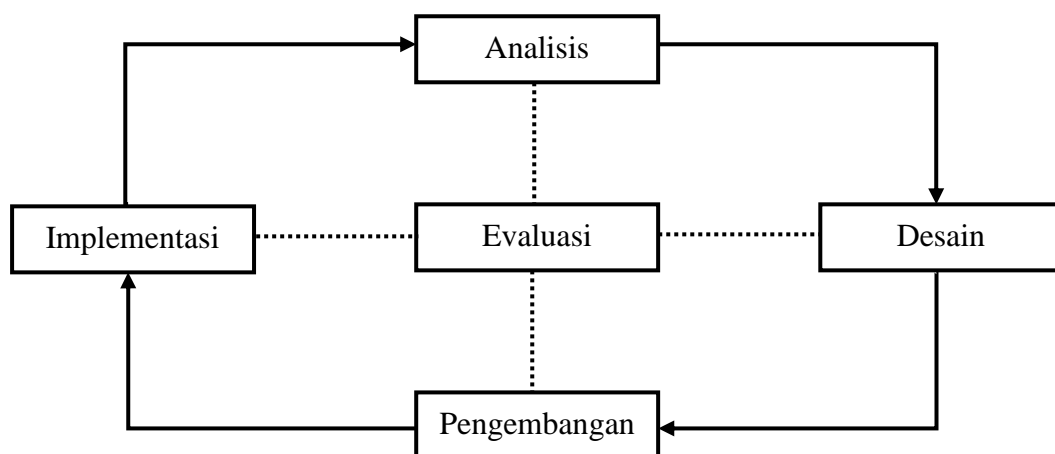 Analisis
Implementasi
Evaluasi
Desain
Pengembangan